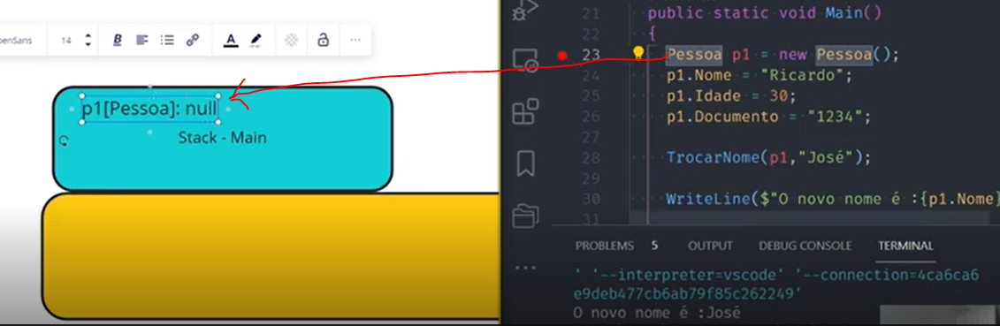 penSans 14 B A
p1[Pessoa]: null
Stack - Main
21 public static void Main()
22 {
23 Pessoa p1 = new Pessoa();
24 p1.Nome = "Ricardo";
25 p1.Idade = 30;
26 p1.Documento = "1234";
27
28 TrocarNome(p1,"José");
29
30 WriteLine($"O novo nome é :{p1.Nome}
31
PROBLEMS 5 OUTPUT DEBUG CONSOLE TERMINAL
' '--interpreter=vscode' '--connection=4ca6ca6
e9deb477cb6ab79f85c262249'
O novo nome é :José